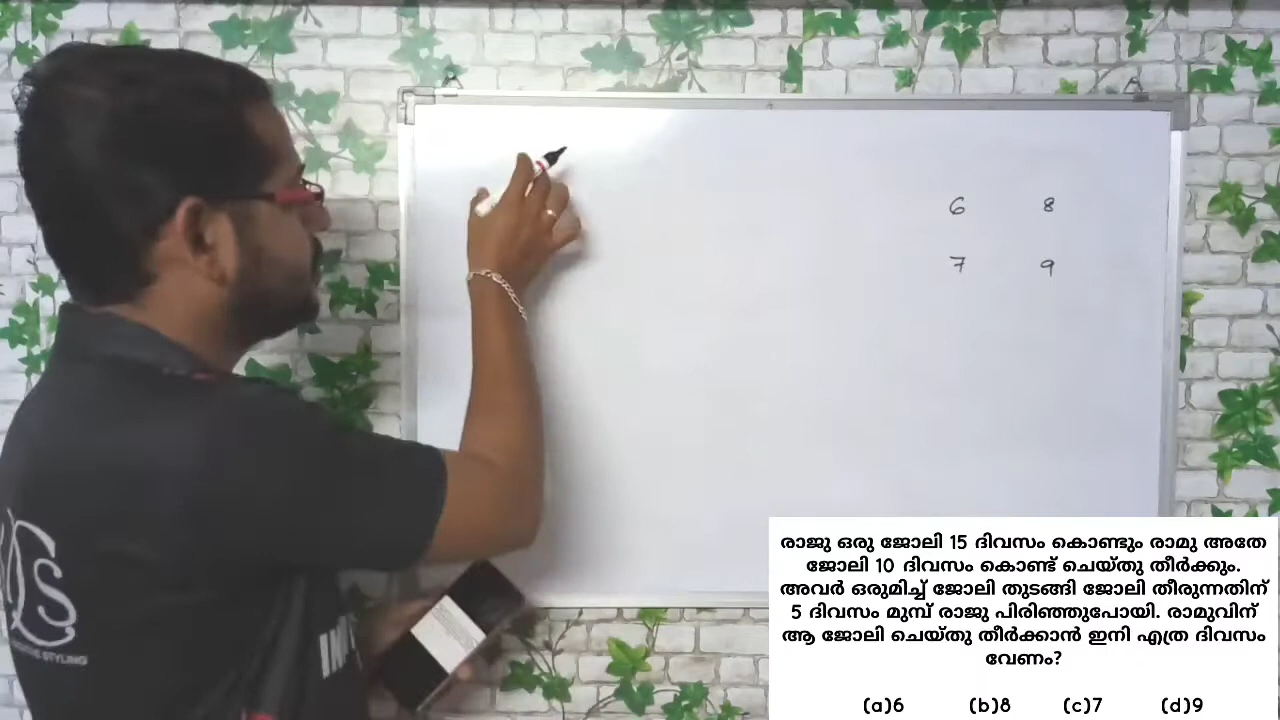 6 8
7 9
രാജു ഒരു ജോലി 15 ദിവസം കൊണ്ടും രാമു അതേ
ജോലി 10 ദിവസം കൊണ്ട് ചെയ്തു തീർക്കും.
അവർ ഒരുമിച്ച് ജോലി തുടങ്ങി ജോലി തീരുന്നതിന്
5 ദിവസം മുമ്പ് രാജു പിരിഞ്ഞുപോയി. രാമുവിന്
ആ ജോലി ചെയ്തു തീർക്കാൻ ഇനി എത്ര ദിവസം
വേണം?
(a)6 (b)8 (c)7 (d)9